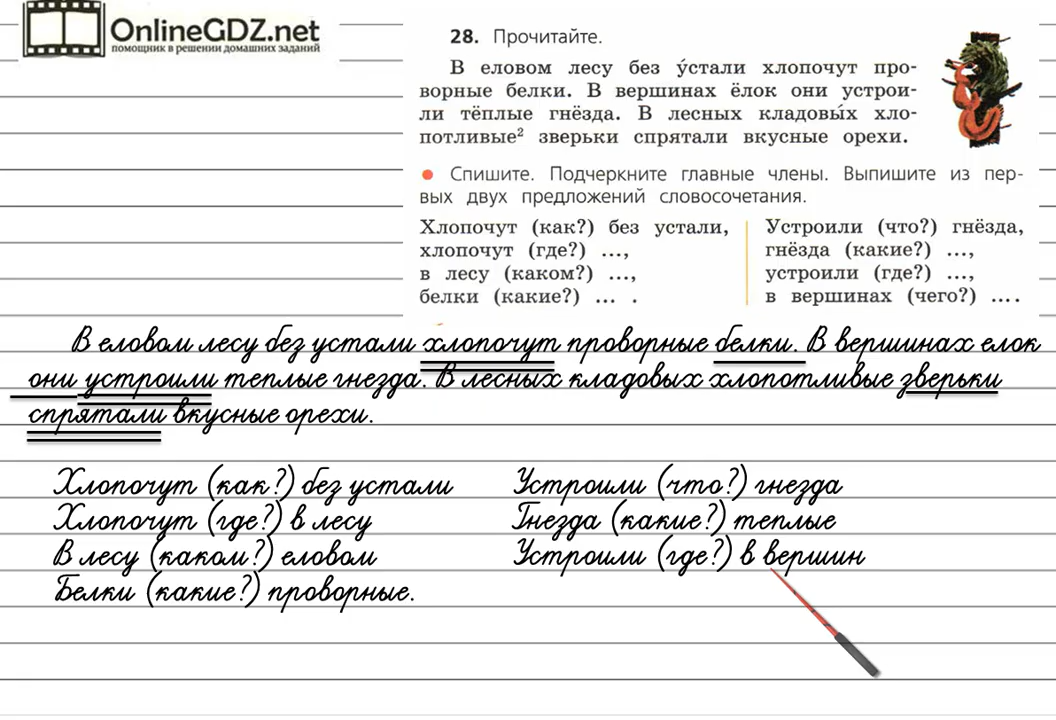 OnlineGDZ.net
помощник в решении домашних заданий
28. Прочитайте.
В еловом лесу без у́стали хлопочут про-
ворные белки. В вершинах ёлок они устрои-
ли тёплые гнёзда. В лесных кладовы́х хло-
потливые² зверьки спрятали вкусные орехи.
• Спишите. Подчеркните главные члены. Выпишите из пер-
вых двух предложений словосочетания.
Хлопочут (как?) без устали,
хлопочут (где?) ...,
в лесу (каком?) ...,
белки (какие?) ... .
Устроили (что?) гнёзда,
гнёзда (какие?) ...,
устроили (где?) ...,
в вершинах (чего?) ... .
В еловом лесу без устали хлопочут проворные белки. В вершинах елок
они устроили теплые гнезда. В лесных кладовых хлопотливые зверьки
спрятали вкусные орехи.
Хлопочут (как?) без устали
Хлопочут (где?) в лесу
В лесу (каком?) еловом
Белки (какие?) проворные.
Устроили (что?) гнезда
Гнезда (какие?) теплые
Устроили (где?) в вершин